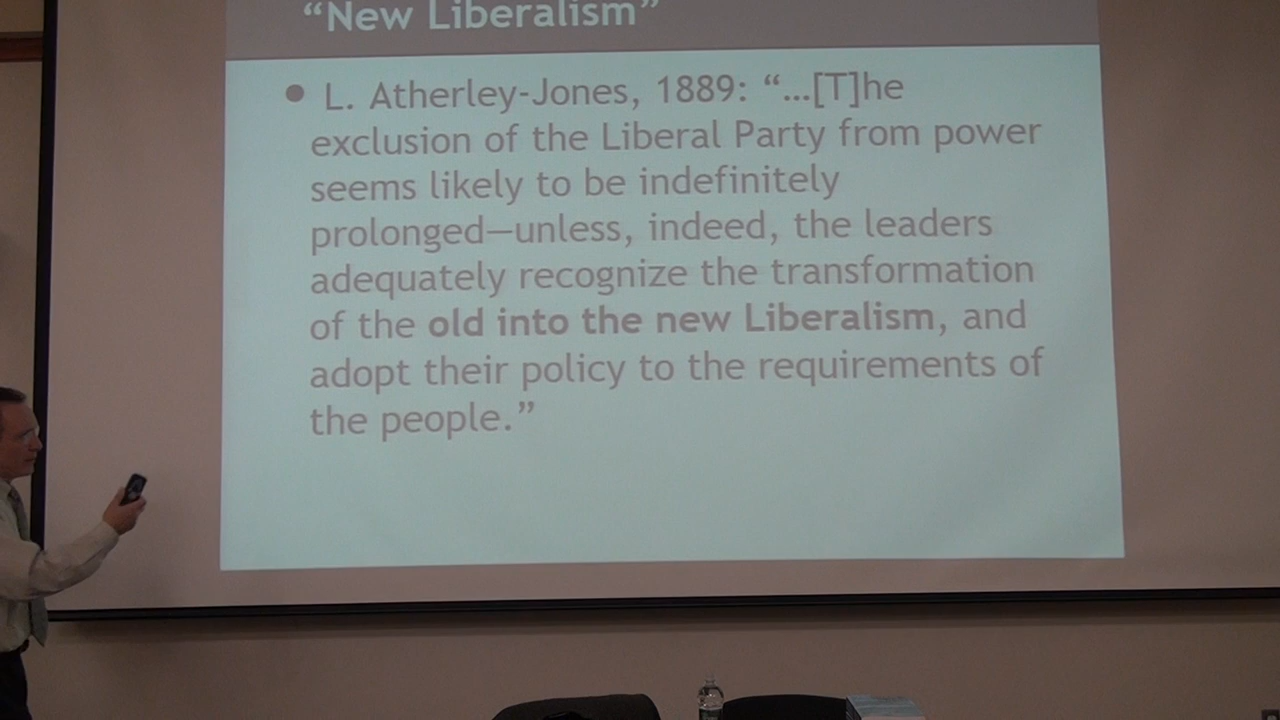 “New Liberalism”
• L. Atherley-Jones, 1889: “...[T]he
exclusion of the Liberal Party from power
seems likely to be indefinitely
prolonged—unless, indeed, the leaders
adequately recognize the transformation
of the old into the new Liberalism, and
adopt their policy to the requirements of
the people.”